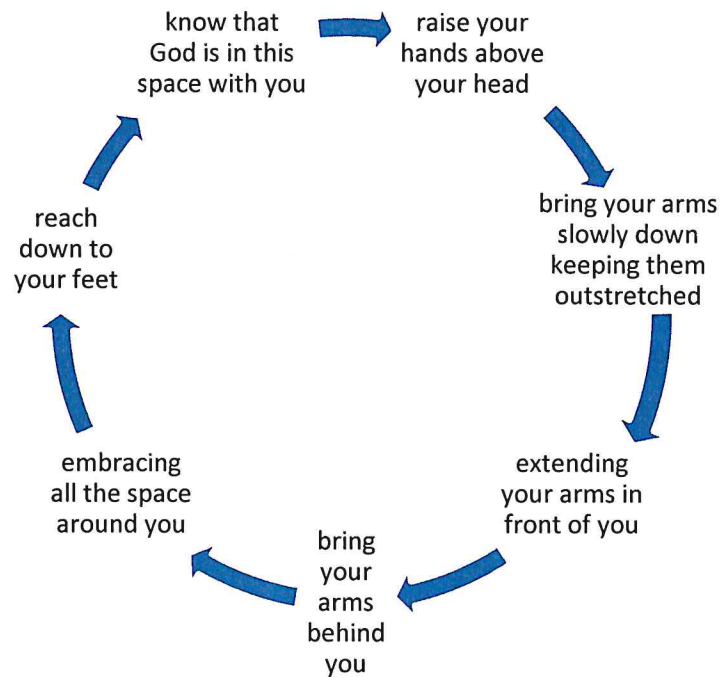 know that
God is in this
space with you
raise your
hands above
your head
bring your arms
slowly down
keeping them
outstretched
extending
your arms in
front of you
bring
your
arms
behind
you
embracing
all the space
around you
reach
down to
your feet